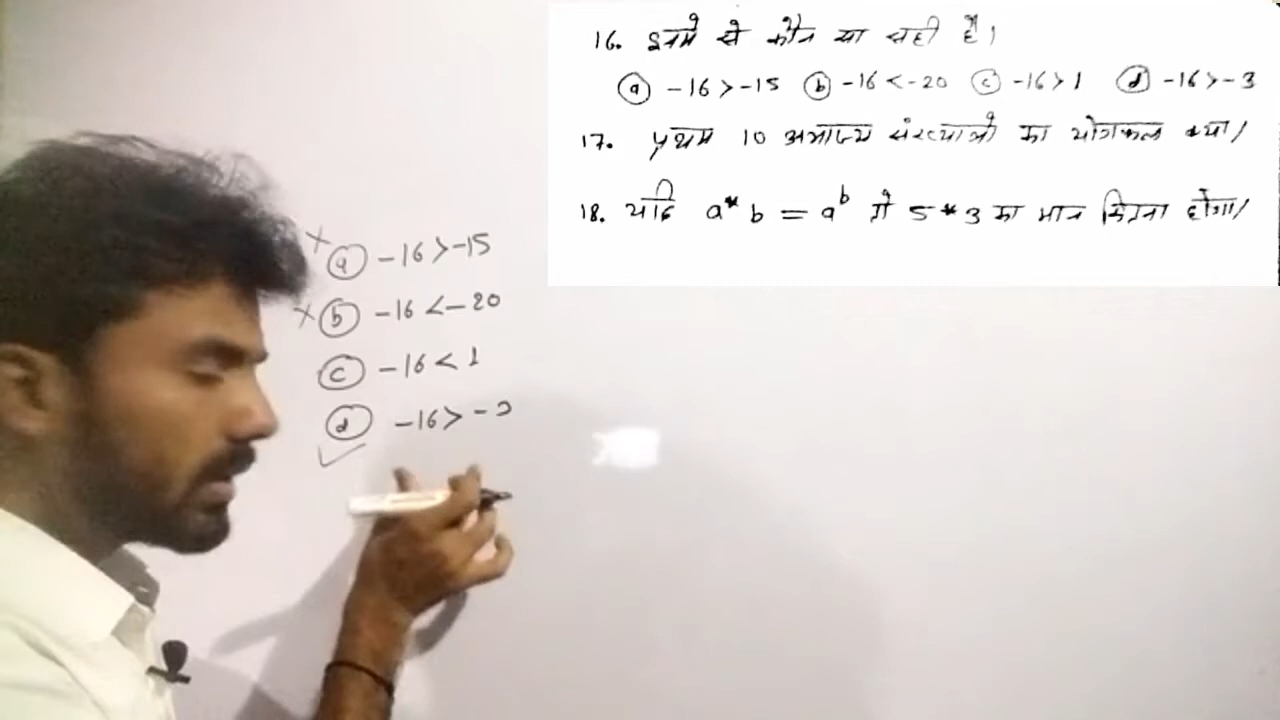 16. इनमे से कौन सा सही है।
(a) -16 > -15 (b) -16 < -20 (c) -16 > 1 (d) -16 > -3
17. प्रथम 10 अभाज्य संख्याओ का योगफल क्या।
18. यदि a* b = a^b तो 5 * 3 का मान कितना होगा।
× (a) -16 > -15
× (b) -16 < -20
(c) -16 < 1
(d) -16 > -
✓